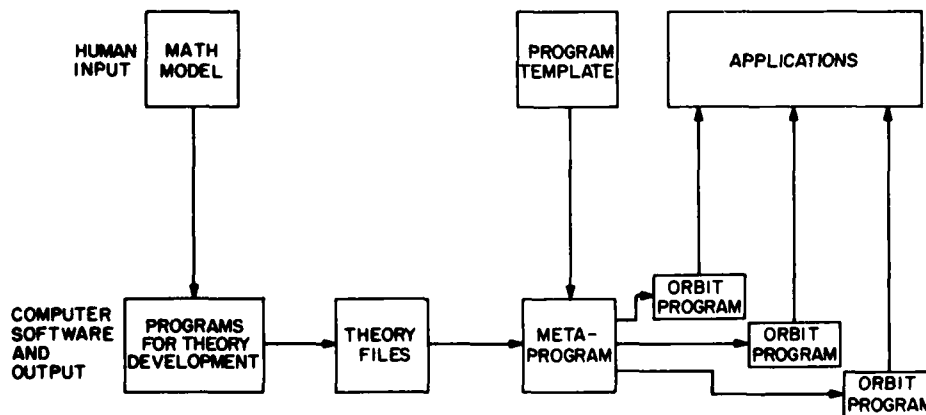 HUMAN
INPUT
MATH
MODEL
PROGRAM
TEMPLATE
APPLICATIONS
COMPUTER
SOFTWARE
AND
OUTPUT
PROGRAMS
FOR THEORY
DEVELOPMENT
THEORY
FILES
META-
PROGRAM
ORBIT
PROGRAM
ORBIT
PROGRAM
ORBIT
PROGRAM